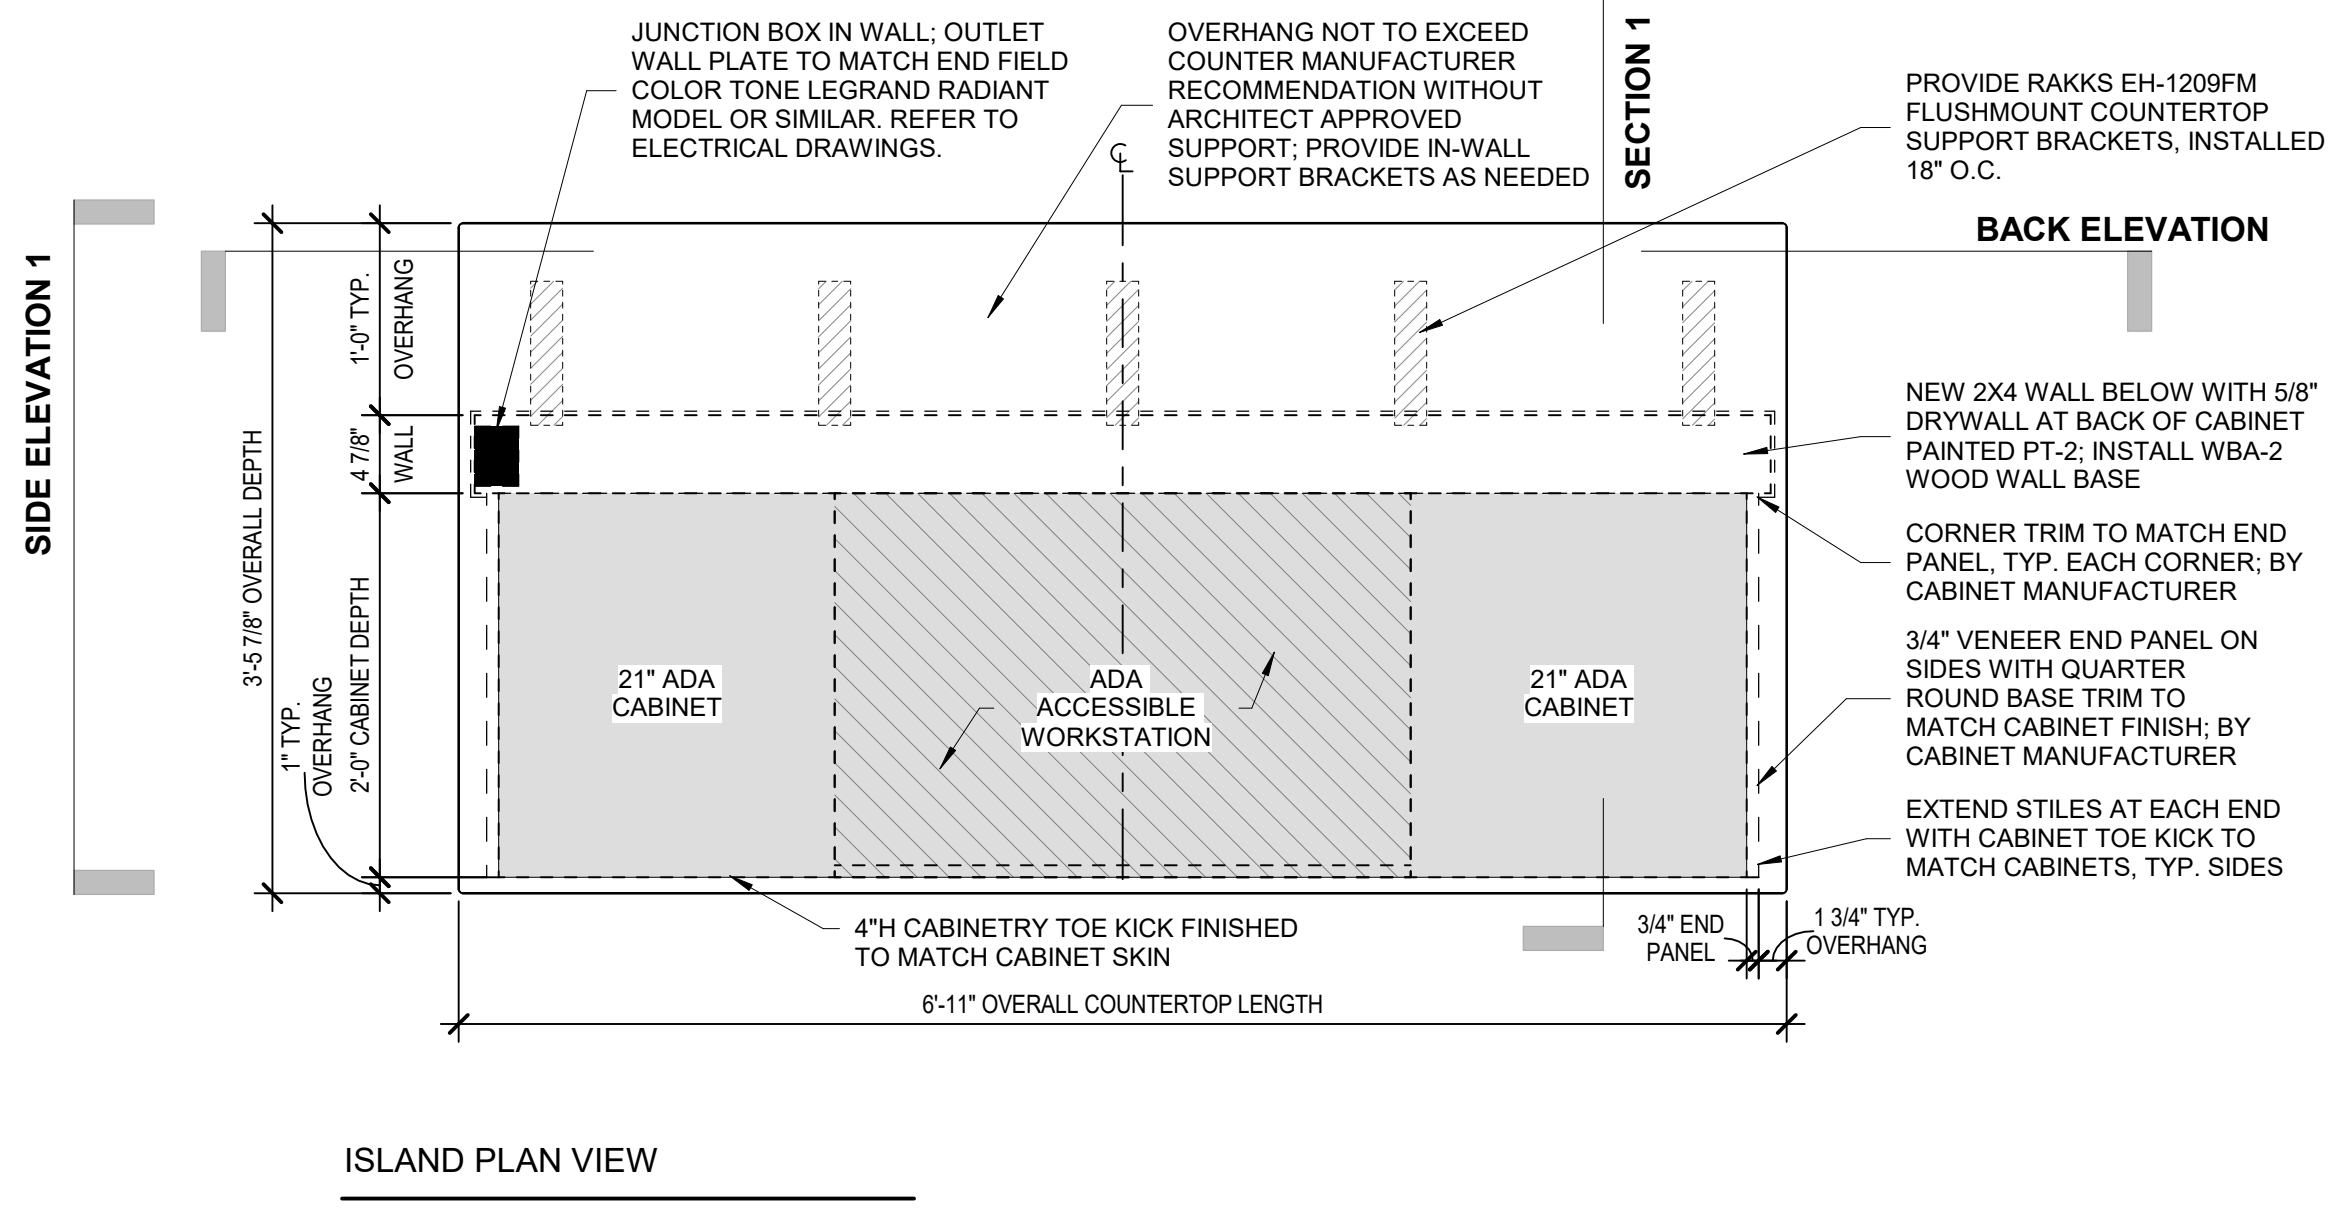 JUNCTION BOX IN WALL; OUTLET
WALL PLATE TO MATCH END FIELD
COLOR TONE LEGRAND RADIANT
MODEL OR SIMILAR. REFER TO
ELECTRICAL DRAWINGS.
OVERHANG NOT TO EXCEED
COUNTER MANUFACTURER
RECOMMENDATION WITHOUT
ARCHITECT APPROVED
SUPPORT; PROVIDE IN-WALL
SUPPORT BRACKETS AS NEEDED
℄
SECTION 1
PROVIDE RAKKS EH-1209FM
FLUSHMOUNT COUNTERTOP
SUPPORT BRACKETS, INSTALLED
18" O.C.
BACK ELEVATION
SIDE ELEVATION 1
1'-0" TYP.
OVERHANG
4 7/8"
WALL
3'-5 7/8" OVERALL DEPTH
2'-0" CABINET DEPTH
1" TYP.
OVERHANG
NEW 2X4 WALL BELOW WITH 5/8"
DRYWALL AT BACK OF CABINET
PAINTED PT-2; INSTALL WBA-2
WOOD WALL BASE
CORNER TRIM TO MATCH END
PANEL, TYP. EACH CORNER; BY
CABINET MANUFACTURER
21" ADA
CABINET
ADA
ACCESSIBLE
WORKSTATION
21" ADA
CABINET
3/4" VENEER END PANEL ON
SIDES WITH QUARTER
ROUND BASE TRIM TO
MATCH CABINET FINISH; BY
CABINET MANUFACTURER
EXTEND STILES AT EACH END
WITH CABINET TOE KICK TO
MATCH CABINETS, TYP. SIDES
4"H CABINETRY TOE KICK FINISHED
TO MATCH CABINET SKIN
3/4" END
PANEL
1 3/4" TYP.
OVERHANG
6'-11" OVERALL COUNTERTOP LENGTH
ISLAND PLAN VIEW